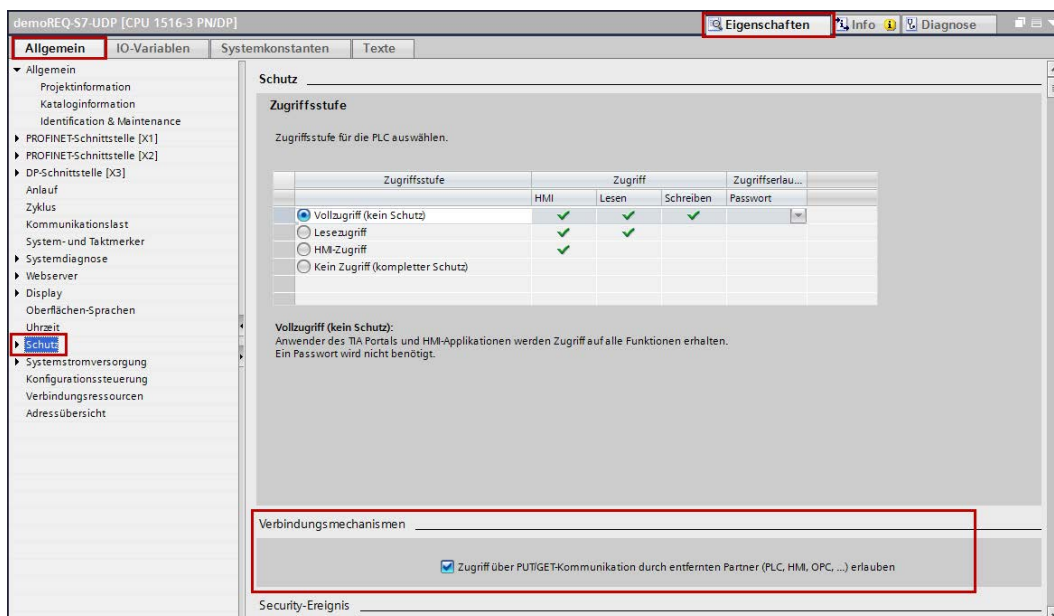 demoREQ-S7-UDP [CPU 1516-3 PN/DP]
Eigenschaften
Info
Diagnose
Allgemein
IO-Variablen
Systemkonstanten
Texte
Allgemein
Projektinformation
Kataloginformation
Identification & Maintenance
PROFINET-Schnittstelle [X1]
PROFINET-Schnittstelle [X2]
DP-Schnittstelle [X3]
Anlauf
Zyklus
Kommunikationslast
System- und Taktmerker
Systemdiagnose
Webserver
Display
Oberflächen-Sprachen
Uhrzeit
Schutz
Systemstromversorgung
Konfigurationssteuerung
Verbindungsressourcen
Adressübersicht
Schutz
Zugriffsstufe
Zugriffsstufe für die PLC auswählen.
Zugriffsstufe Zugriff Zugriffserlau...
HMI Lesen Schreiben Passwort
Vollzugriff (kein Schutz)
Lesezugriff
HMI-Zugriff
Kein Zugriff (kompletter Schutz)
Vollzugriff (kein Schutz):
Anwender des TIA Portals und HMI-Applikationen werden Zugriff auf alle Funktionen erhalten.
Ein Passwort wird nicht benötigt.
Verbindungsmechanismen
Zugriff über PUT/GET-Kommunikation durch entfernten Partner (PLC, HMI, OPC, ...) erlauben
Security-Ereignis